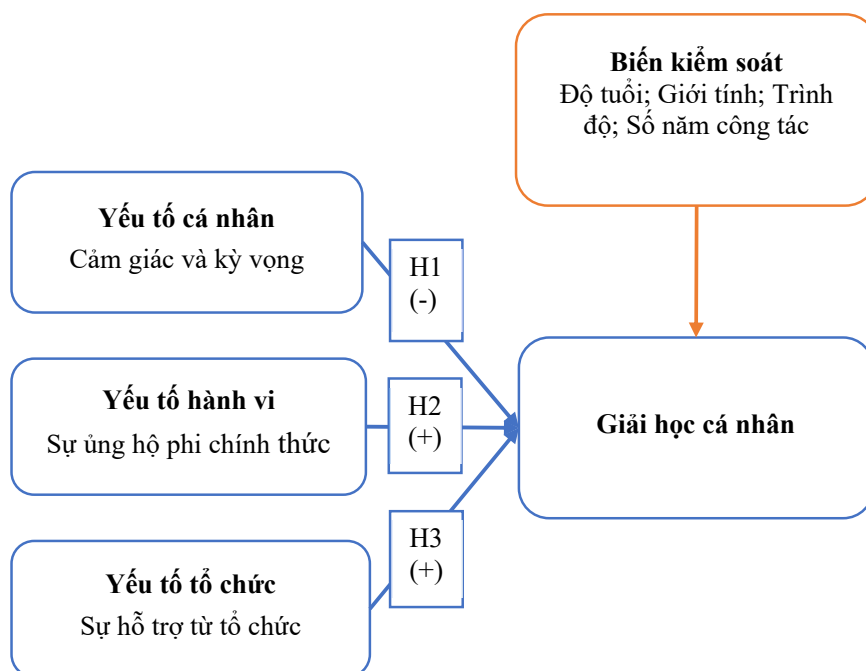 Biến kiểm soát
Độ tuổi; Giới tính; Trình
độ; Số năm công tác
Yếu tố cá nhân
Cảm giác và kỳ vọng
H1
(-)
Yếu tố hành vi
Sự ủng hộ phi chính thức
H2
(+)
Giải học cá nhân
H3
(+)
Yếu tố tổ chức
Sự hỗ trợ từ tổ chức